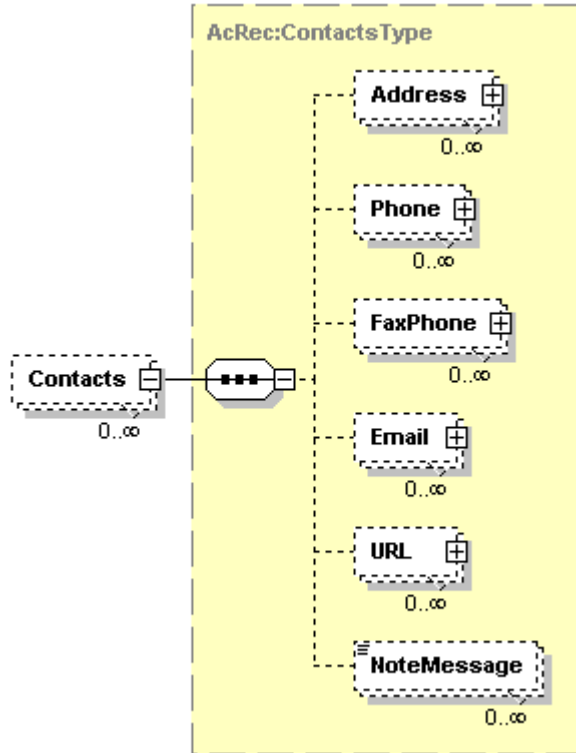 AcRec:ContactsType
Address
0..∞
Phone
0..∞
FaxPhone
0..∞
Contacts
0..∞
Email
0..∞
URL
0..∞
NoteMessage
0..∞